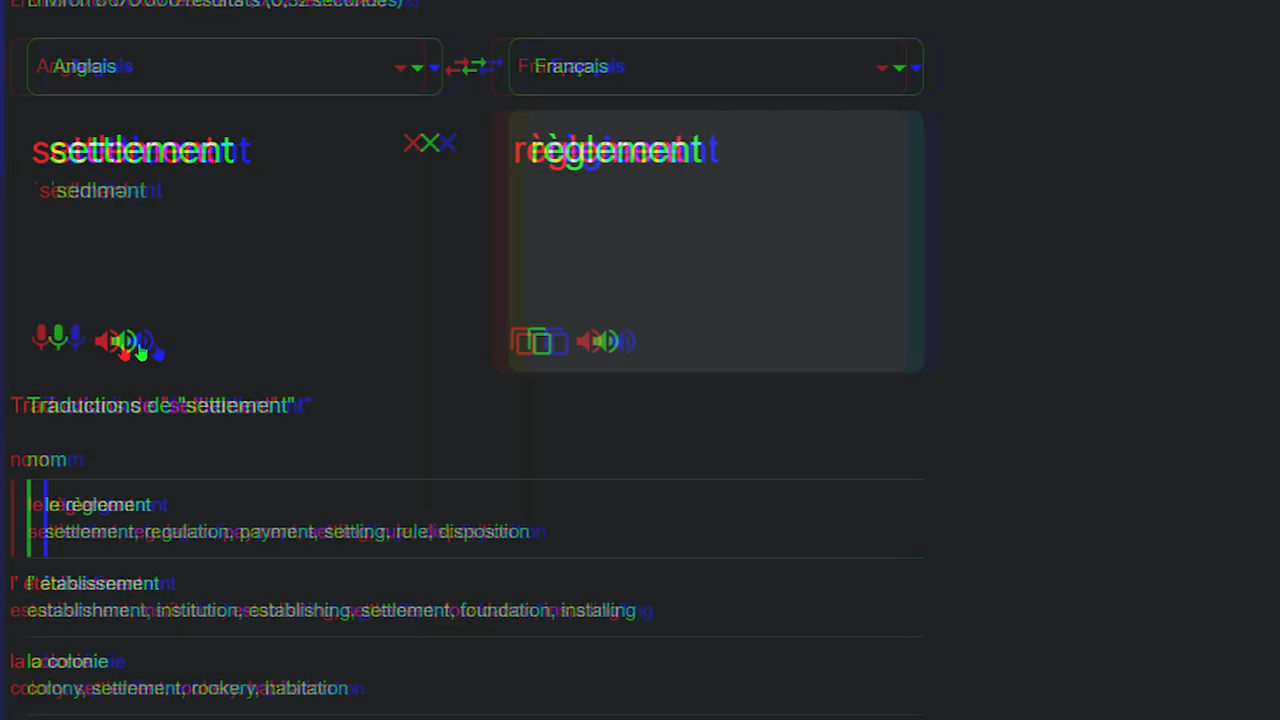 Anglais
Français
settlement
règlement
ˈsedlmənt
Traductions de "settlement"
nom
le règlement
settlement, regulation, payment, settling, rule, disposition
l' établissement
establishment, institution, establishing, settlement, foundation, installing
la colonie
colony, settlement, rookery, habitation